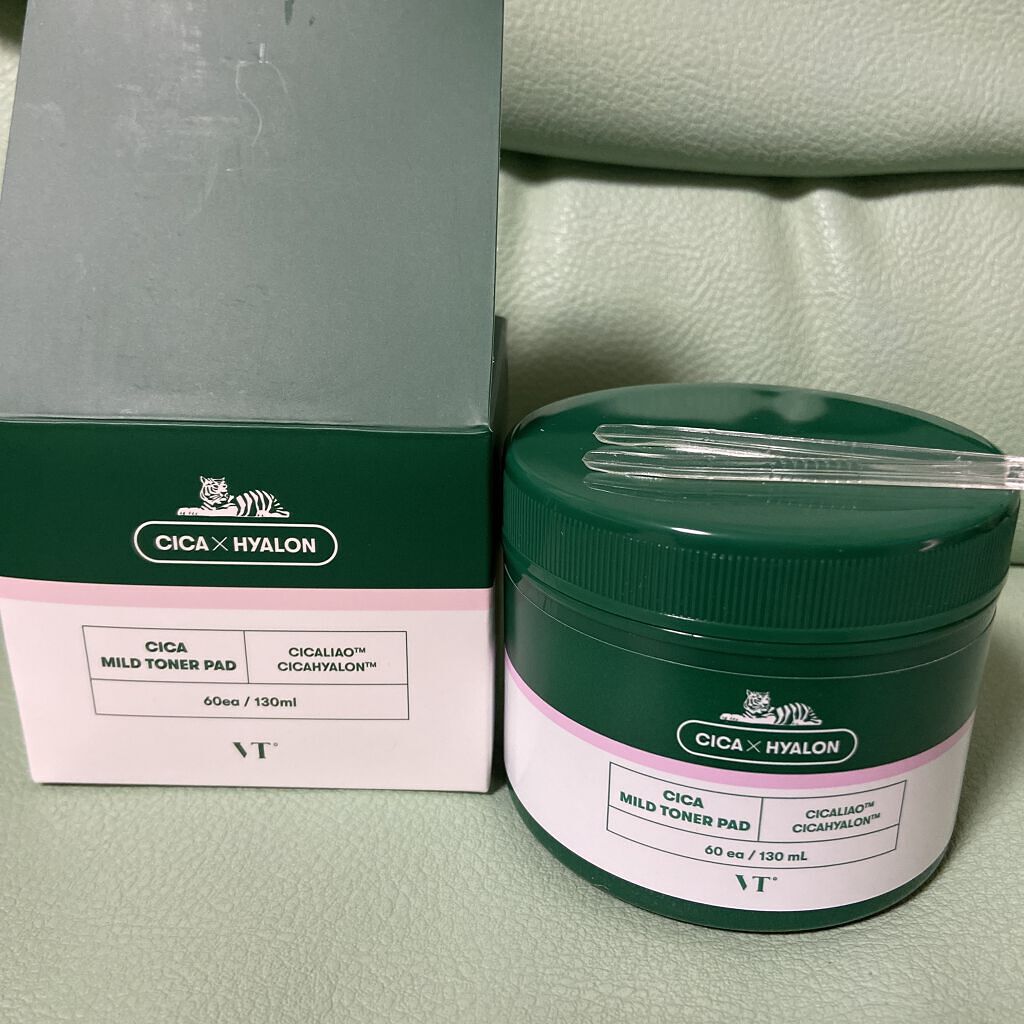 CICA × HYALON
CICA
MILD TONER PAD
CICALIAO™
CICAHYALON™
60ea / 130ml
VT°
CICA × HYALON
CICA
MILD TONER PAD
CICALIAO™
CICAHYALON™
60 ea / 130 mL
VT°